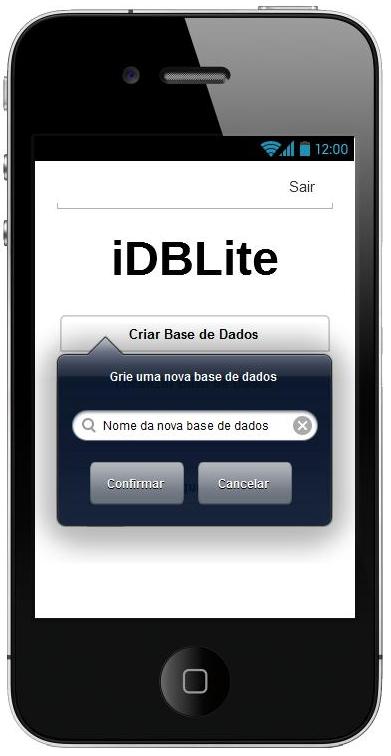 12:00
Sair
iDBLite
Criar Base de Dados
Grie uma nova base de dados
Nome da nova base de dados
Confirmar Cancelar